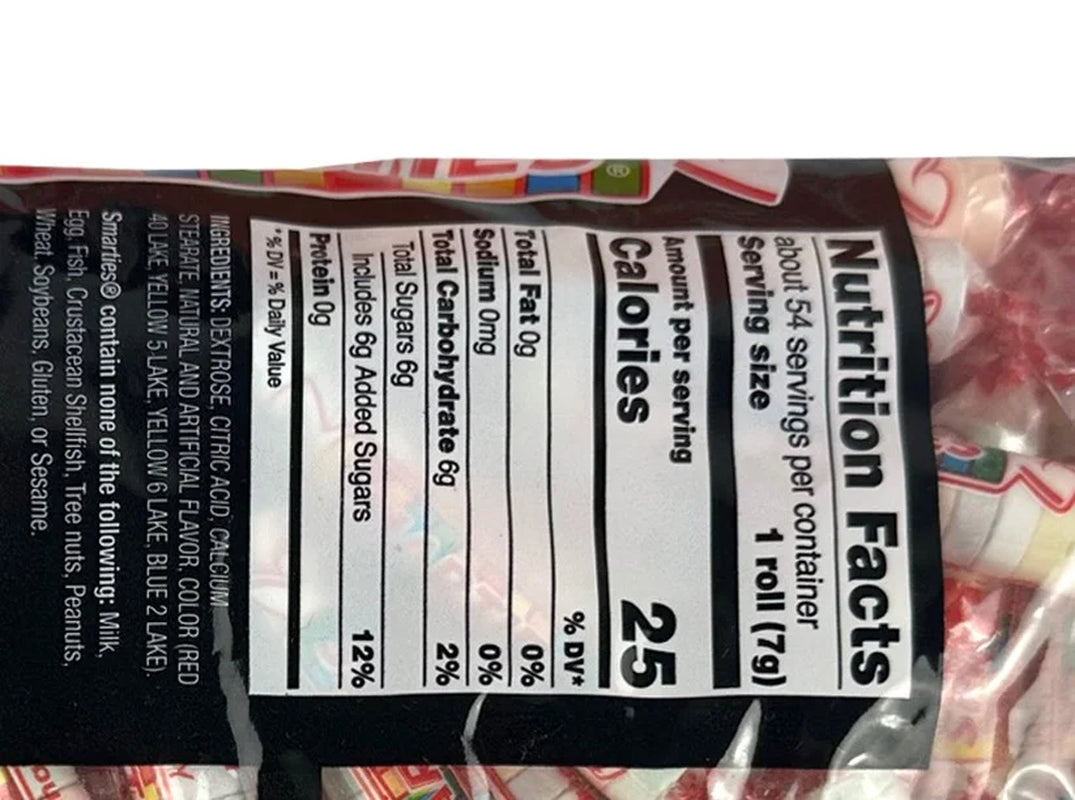 Nutrition Facts
about 54 servings per container
Serving size 1 roll (7g)
Amount per serving
Calories 25
% DV*
Total Fat 0g 0%
Sodium 0mg 0%
Total Carbohydrate 6g 2%
Total Sugars 6g
Includes 6g Added Sugars 12%
Protein 0g
* % DV = % Daily Value
INGREDIENTS: DEXTROSE, CITRIC ACID, CALCIUM
STEARATE, NATURAL AND ARTIFICIAL FLAVOR, COLOR (RED
40 LAKE, YELLOW 5 LAKE, YELLOW 6 LAKE, BLUE 2 LAKE).
Smarties® contain none of the following: Milk,
Egg, Fish, Crustacean Shellfish, Tree nuts, Peanuts,
Wheat, Soybeans, Gluten, or Sesame.